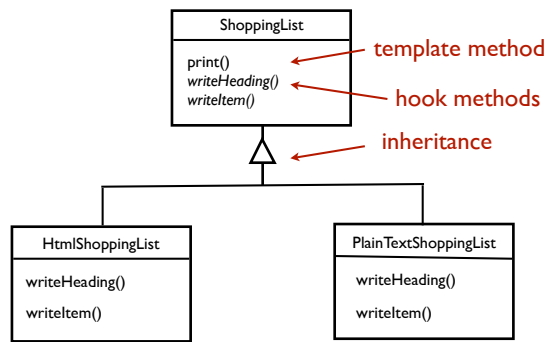 ShoppingList
print()
template method
writeHeading()
hook methods
writeItem()
inheritance
HtmlShoppingList
PlainTextShoppingList
writeHeading()
writeHeading()
writeItem()
writeItem()